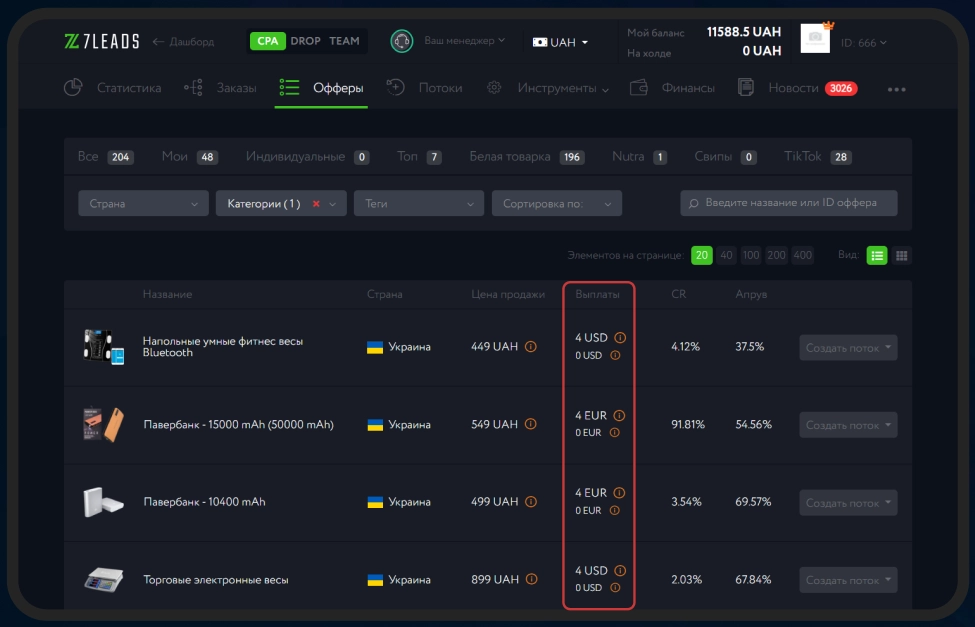 7LEADS
← Дашборд
CPA DROP TEAM
Ваш менеджер
UAH
Мой баланс 11588.5 UAH
На холде 0 UAH
ID: 666
Статистика Заказы Офферы Потоки Инструменты Финансы Новости 3026
Все 204 Мои 48 Индивидуальные 0 Топ 7 Белая товарка 196 Nutra 1 Свипы 0 TikTok 28
Страна Категории ( 1 ) Теги Сортировка по: Введите название или ID оффера
Элементов на странице: 20 40 100 200 400 Вид:
Название Страна Цена продажи Выплаты CR Апрув
Напольные умные фитнес весы
Bluetooth
Украина 449 UAH
4 USD
0 USD
4.12% 37.5% Создать поток
Павербанк - 15000 mAh (50000 mAh) Украина 549 UAH
4 EUR
0 EUR
91.81% 54.56% Создать поток
Павербанк - 10400 mAh Украина 499 UAH
4 EUR
0 EUR
3.54% 69.57% Создать поток
Торговые электронные весы Украина 899 UAH
4 USD
0 USD
2.03% 67.84% Создать поток